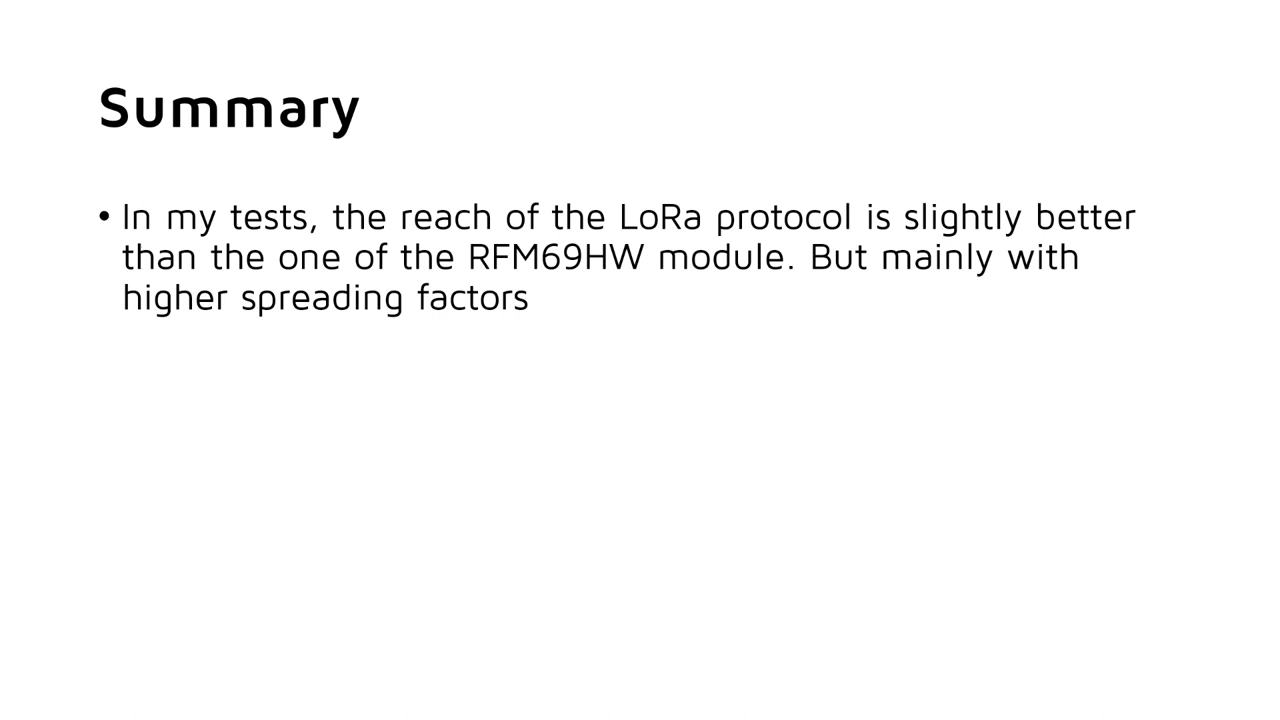 Summary
• In my tests, the reach of the LoRa protocol is slightly better
than the one of the RFM69HW module. But mainly with
higher spreading factors